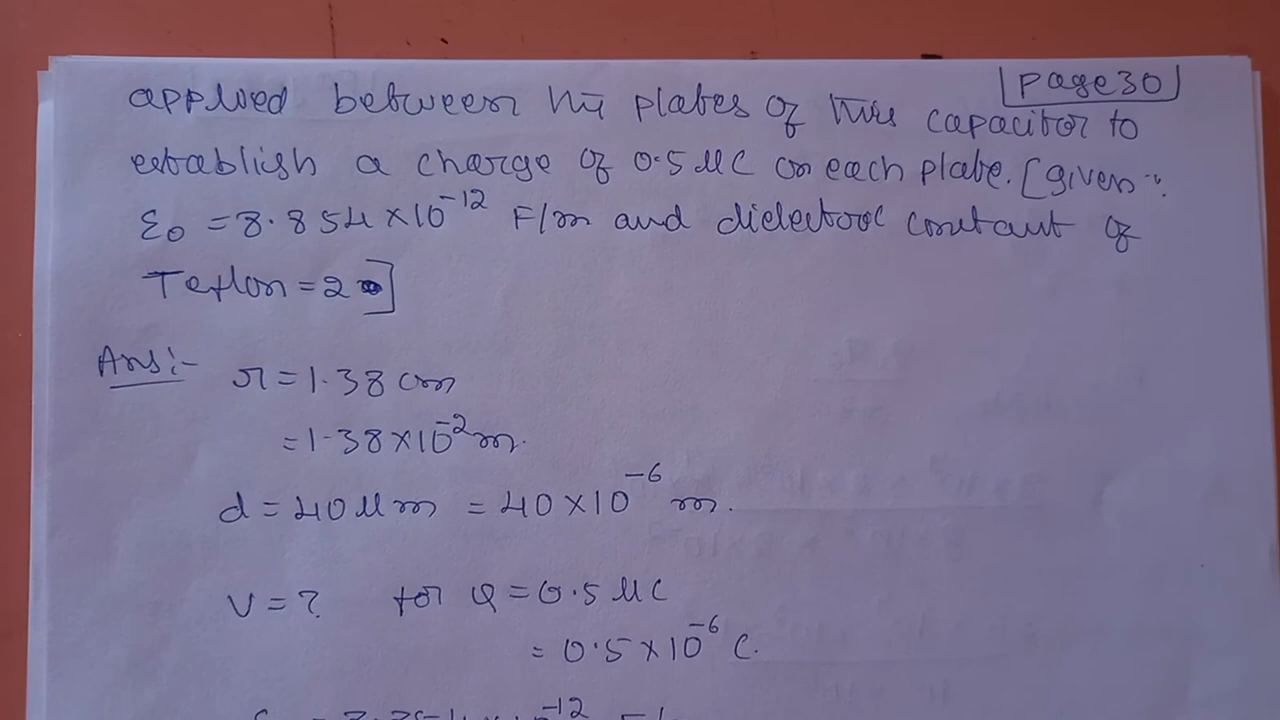 page 30
applied between the plates of this capacitor to
establish a charge of 0.5 μC on each plate. [given:
ε₀ = 8.854 × 10⁻¹² F/m and dielectric constant of
Teflon = 2]
Ans:- r = 1.38 cm
= 1.38 × 10⁻² m.
d = 40 μm = 40 × 10⁻⁶ m.
V = ? for Q = 0.5 μC
= 0.5 × 10⁻⁶ C.